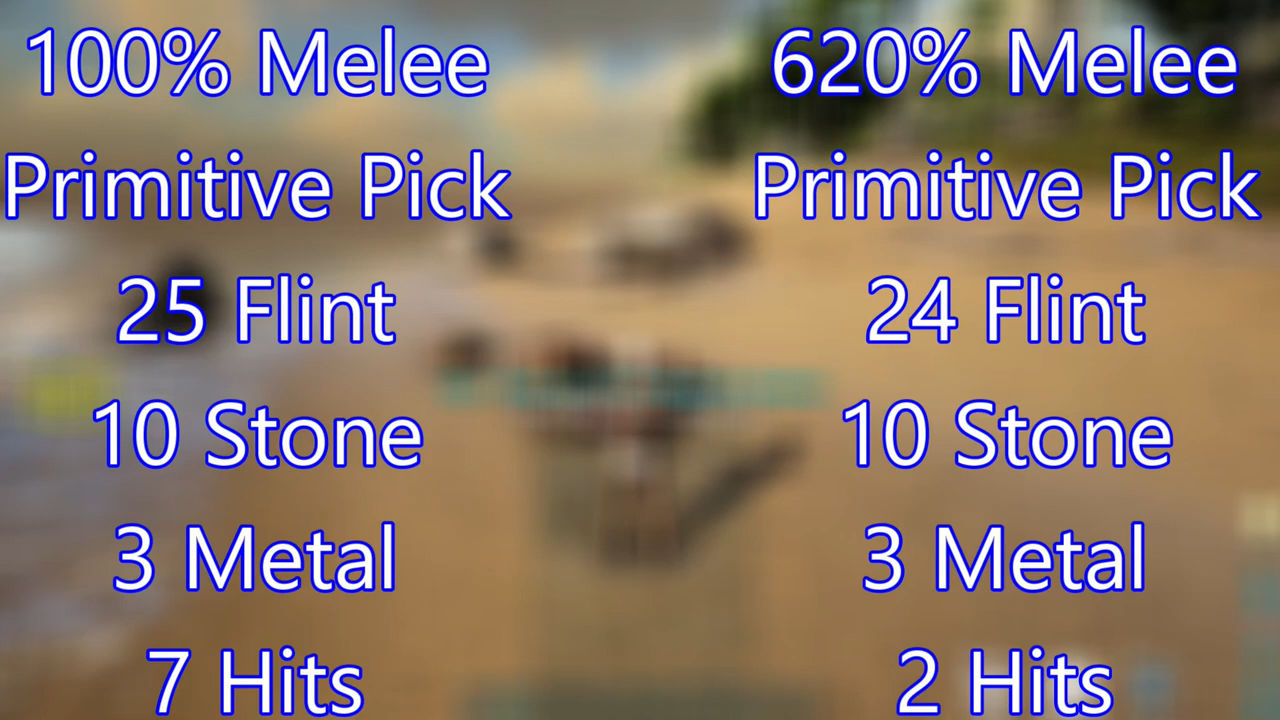 100% Melee
Primitive Pick
25 Flint
10 Stone
3 Metal
7 Hits
620% Melee
Primitive Pick
24 Flint
10 Stone
3 Metal
2 Hits